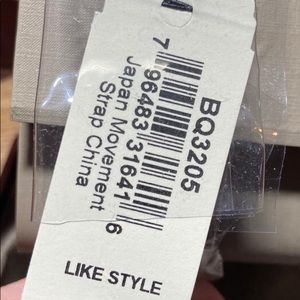 BQ3205
7 96483 31641 6
Japan Movement
Strap China
LIKE STYLE